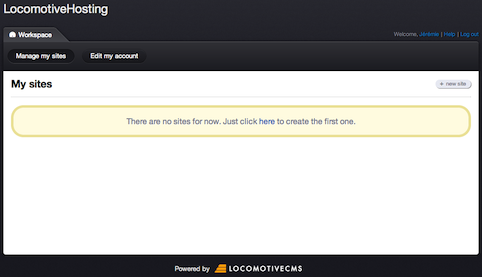 LocomotiveHosting
Workspace
Welcome, Jérémie | Help | Log out
Manage my sites Edit my account
My sites
+ new site
There are no sites for now. Just click here to create the first one.
Powered by LOCOMOTIVECMS